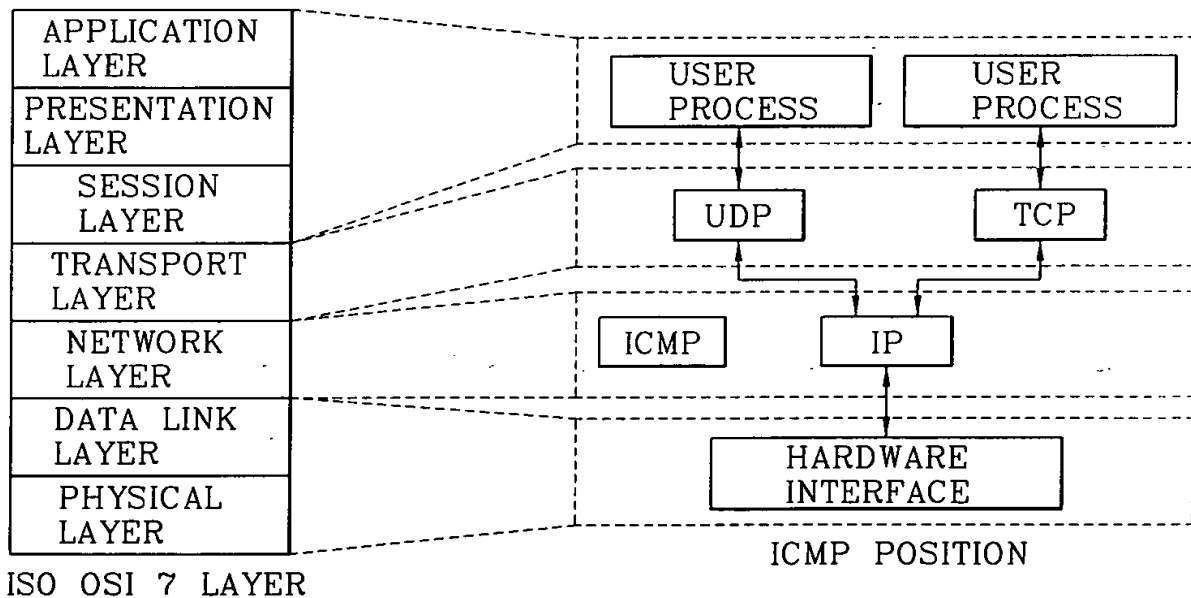 APPLICATION
LAYER
PRESENTATION
LAYER
SESSION
LAYER
TRANSPORT
LAYER
NETWORK
LAYER
DATA LINK
LAYER
PHYSICAL
LAYER
ISO OSI 7 LAYER
USER
PROCESS
USER
PROCESS
UDP
TCP
ICMP
IP
HARDWARE
INTERFACE
ICMP POSITION